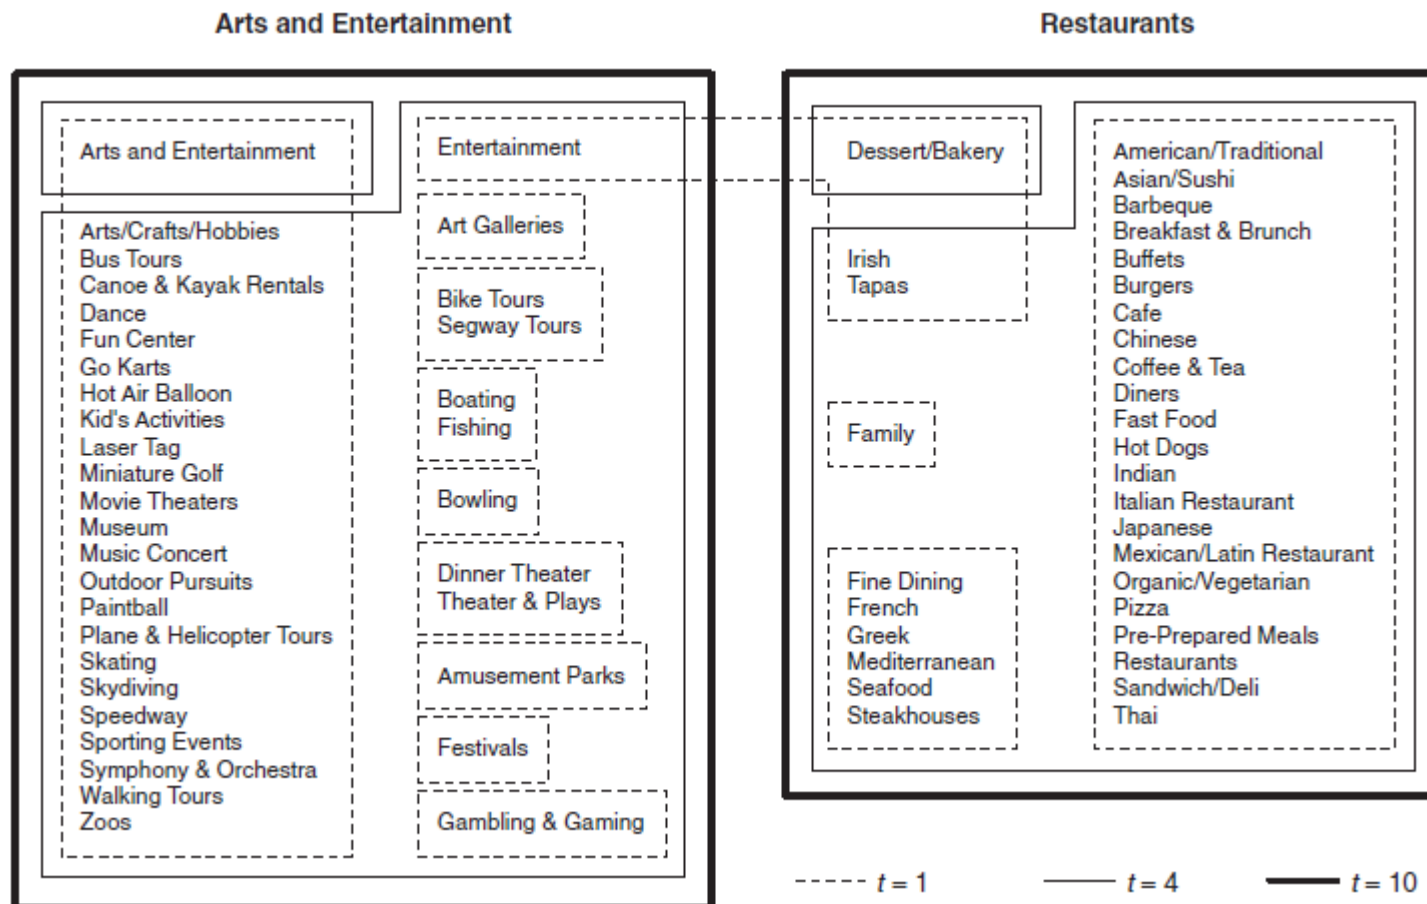 Arts and Entertainment
Arts and Entertainment
Arts/Crafts/Hobbies
Bus Tours
Canoe & Kayak Rentals
Dance
Fun Center
Go Karts
Hot Air Balloon
Kid's Activities
Laser Tag
Miniature Golf
Movie Theaters
Museum
Music Concert
Outdoor Pursuits
Paintball
Plane & Helicopter Tours
Skating
Skydiving
Speedway
Sporting Events
Symphony & Orchestra
Walking Tours
Zoos
Entertainment
Art Galleries
Bike Tours
Segway Tours
Boating
Fishing
Bowling
Dinner Theater
Theater & Plays
Amusement Parks
Festivals
Gambling & Gaming
Restaurants
Dessert/Bakery
Irish
Tapas
Family
Fine Dining
French
Greek
Mediterranean
Seafood
Steakhouses
American/Traditional
Asian/Sushi
Barbeque
Breakfast & Brunch
Buffets
Burgers
Cafe
Chinese
Coffee & Tea
Diners
Fast Food
Hot Dogs
Indian
Italian Restaurant
Japanese
Mexican/Latin Restaurant
Organic/Vegetarian
Pizza
Pre-Prepared Meals
Restaurants
Sandwich/Deli
Thai
t = 1
t = 4
t = 10